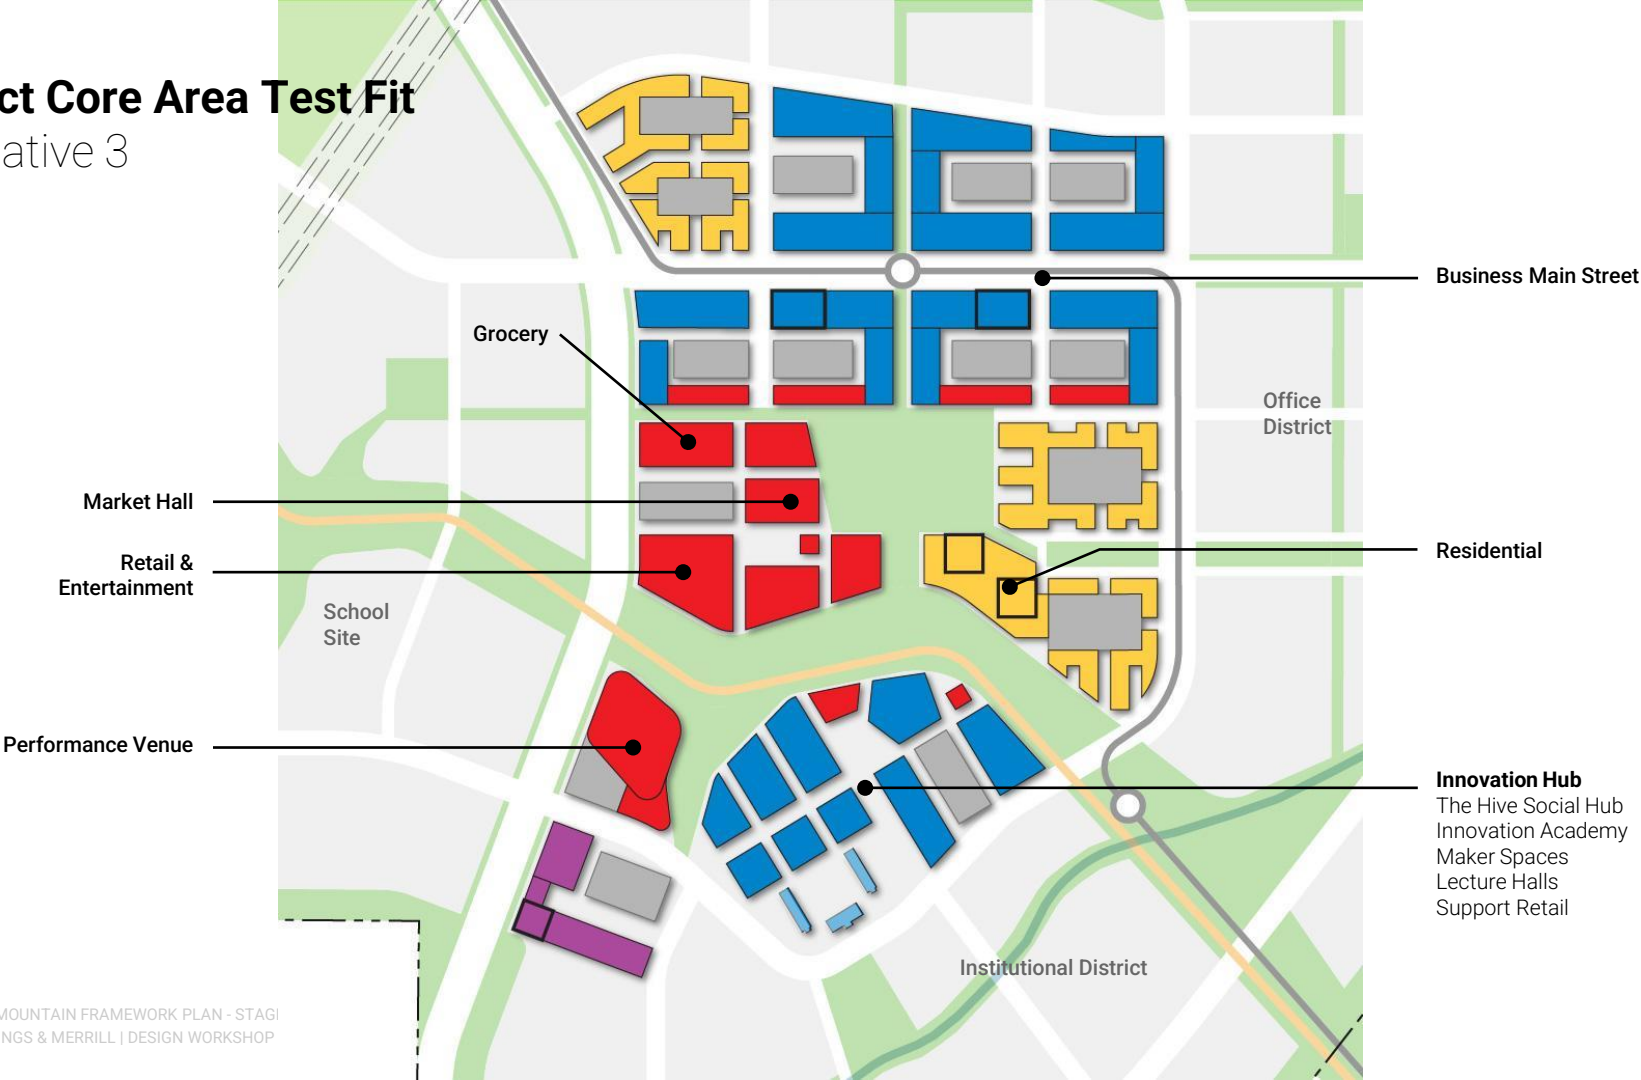 ct Core Area Test Fit
ative 3
Business Main Street
Grocery
Office
District
Market Hall
Retail &
Entertainment
Residential
School
Site
Performance Venue
Innovation Hub
The Hive Social Hub
Innovation Academy
Maker Spaces
Lecture Halls
Support Retail
Institutional District
MOUNTAIN FRAMEWORK PLAN - STAG
NGS & MERRILL | DESIGN WORKSHOP